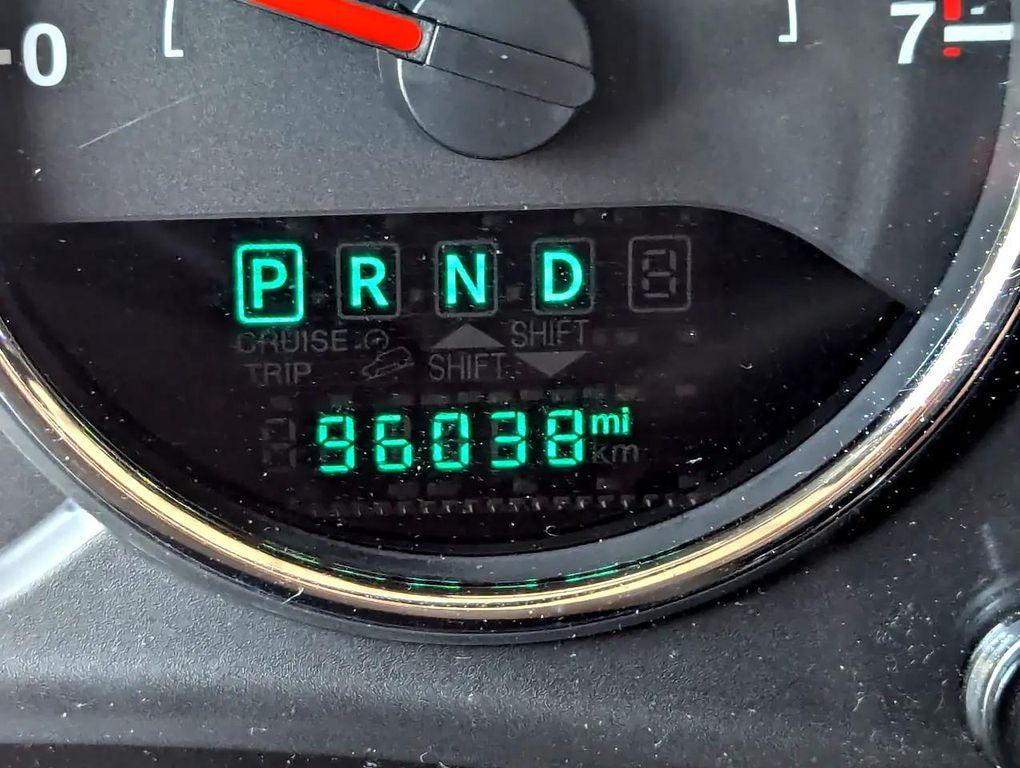 0 7
P R N D
CRUISE SHIFT
TRIP SHIFT
96038 mi
km